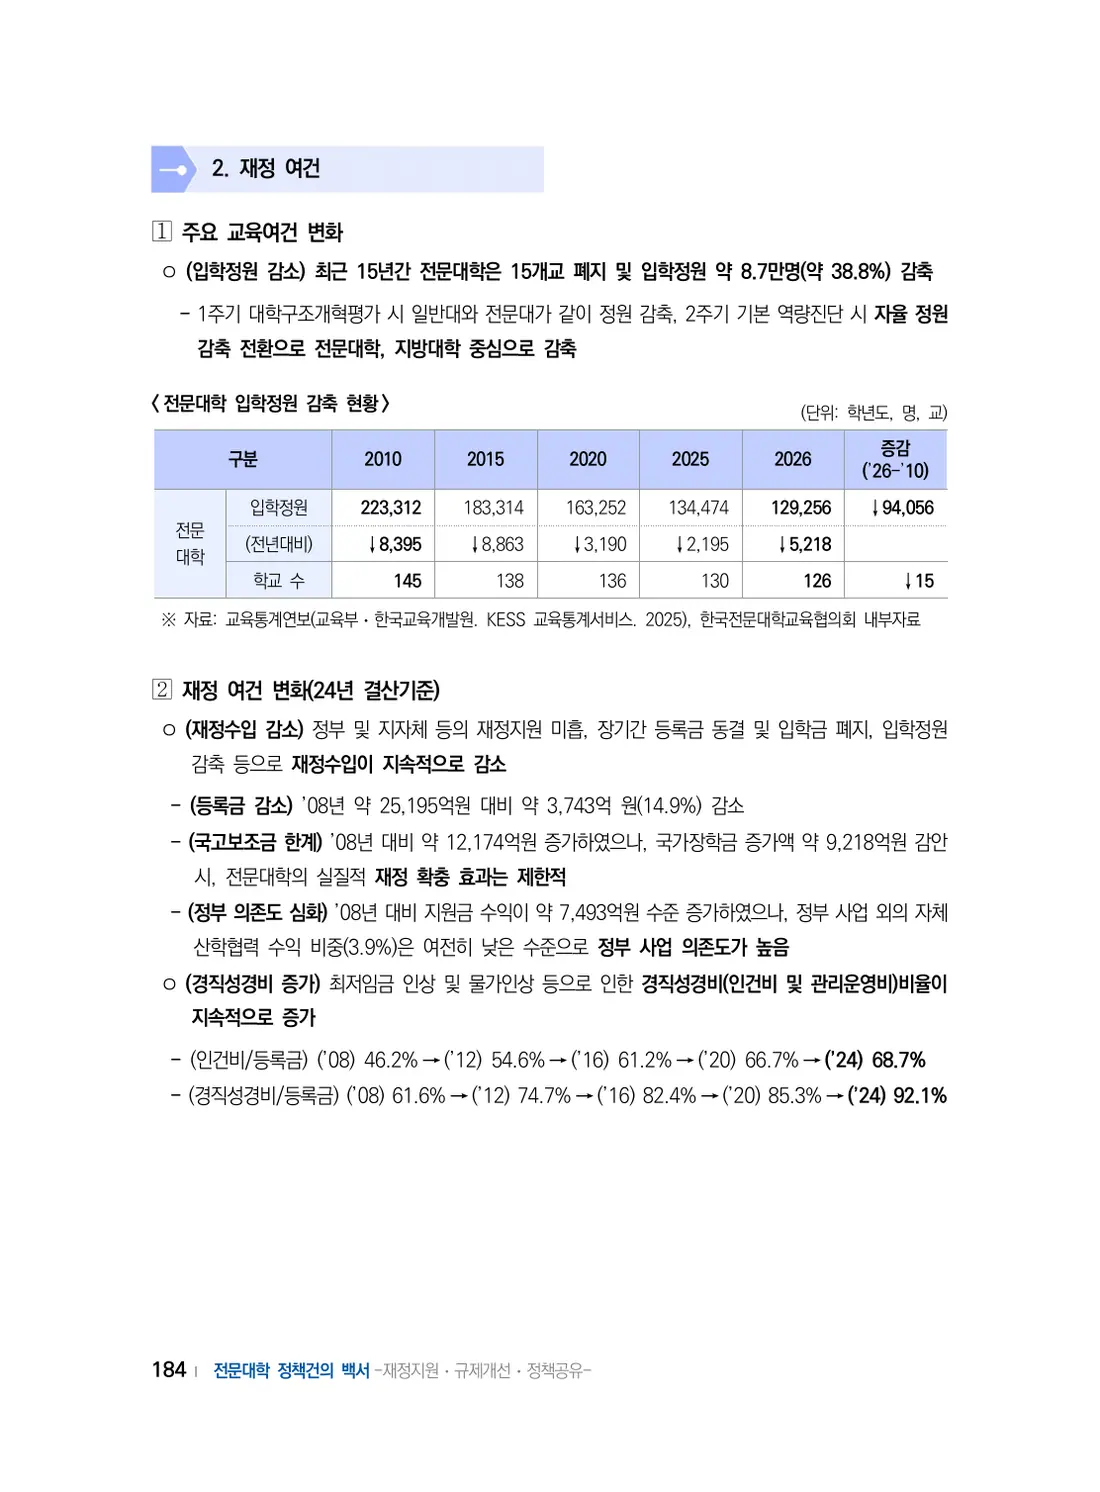 2. 재정 여건
1 주요 교육여건 변화
○ (입학정원 감소) 최근 15년간 전문대학은 15개교 폐지 및 입학정원 약 8.7만명(약 38.8%) 감축
- 1주기 대학구조개혁평가 시 일반대와 전문대가 같이 정원 감축, 2주기 기본 역량진단 시 자율 정원
감축 전환으로 전문대학, 지방대학 중심으로 감축
<전문대학 입학정원 감축 현황>
(단위: 학년도, 명, 교)
구분 2010 2015 2020 2025 2026 증감
(’26-’10)
전문
대학
입학정원 223,312 183,314 163,252 134,474 129,256 ↓94,056
(전년대비) ↓8,395 ↓8,863 ↓3,190 ↓2,195 ↓5,218
학교 수 145 138 136 130 126 ↓15
※ 자료: 교육통계연보(교육부·한국교육개발원. KESS 교육통계서비스. 2025), 한국전문대학교육협의회 내부자료
2 재정 여건 변화(24년 결산기준)
○ (재정수입 감소) 정부 및 지자체 등의 재정지원 미흡, 장기간 등록금 동결 및 입학금 폐지, 입학정원
감축 등으로 재정수입이 지속적으로 감소
- (등록금 감소) ’08년 약 25,195억원 대비 약 3,743억 원(14.9%) 감소
- (국고보조금 한계) ’08년 대비 약 12,174억원 증가하였으나, 국가장학금 증가액 약 9,218억원 감안
시, 전문대학의 실질적 재정 확충 효과는 제한적
- (정부 의존도 심화) ’08년 대비 지원금 수익이 약 7,493억원 수준 증가하였으나, 정부 사업 외의 자체
산학협력 수익 비중(3.9%)은 여전히 낮은 수준으로 정부 사업 의존도가 높음
○ (경직성경비 증가) 최저임금 인상 및 물가인상 등으로 인한 경직성경비(인건비 및 관리운영비)비율이
지속적으로 증가
- (인건비/등록금) (’08) 46.2%→(’12) 54.6%→(’16) 61.2%→(’20) 66.7%→(’24) 68.7%
- (경직성경비/등록금) (’08) 61.6%→(’12) 74.7%→(’16) 82.4%→(’20) 85.3%→(’24) 92.1%
184 | 전문대학 정책건의 백서 -재정지원·규제개선·정책공유-